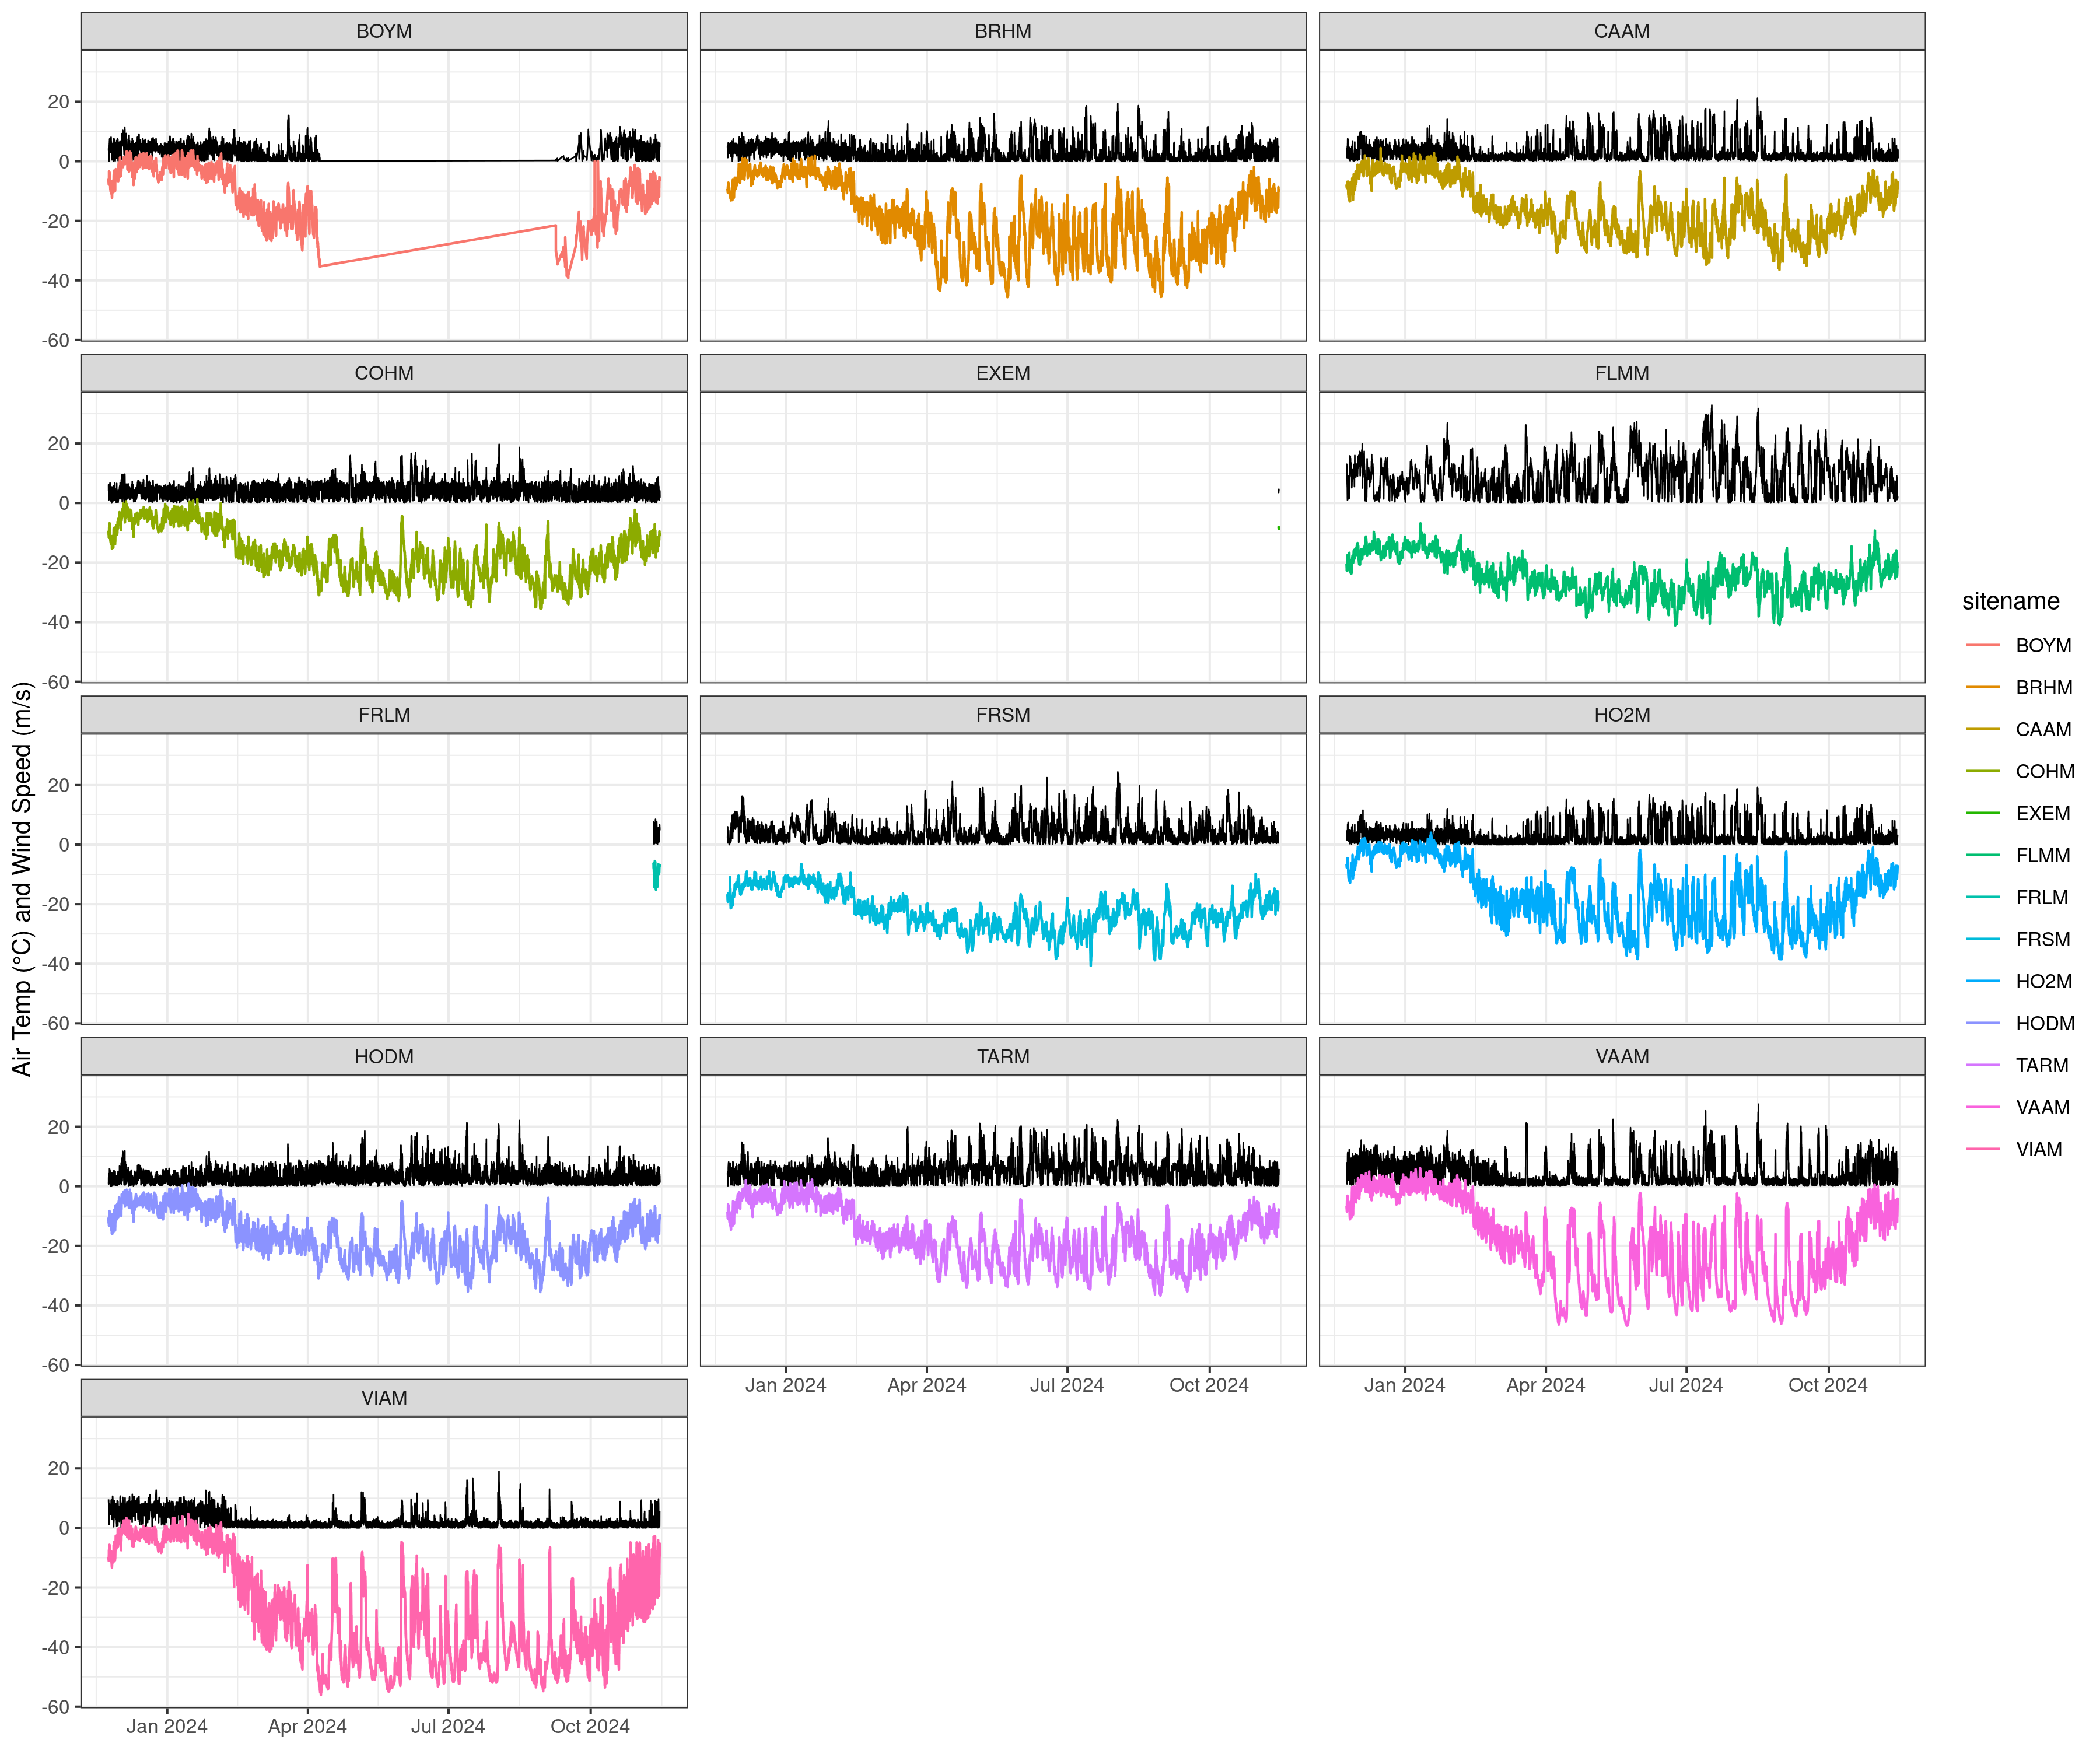 BOYM
BRHM
CAAM
20
0
-20
-40
-60
COHM
EXEM
FLMM
20
0
-20
-40
-60
FRLM
FRSM
HO2M
20
0
-20
-40
-60
HODM
TARM
VAAM
20
0
-20
-40
-60
Jan 2024 Apr 2024 Jul 2024 Oct 2024
Jan 2024 Apr 2024 Jul 2024 Oct 2024
VIAM
20
0
-20
-40
-60
Jan 2024 Apr 2024 Jul 2024 Oct 2024
Air Temp (°C) and Wind Speed (m/s)
sitename
BOYM
BRHM
CAAM
COHM
EXEM
FLMM
FRLM
FRSM
HO2M
HODM
TARM
VAAM
VIAM